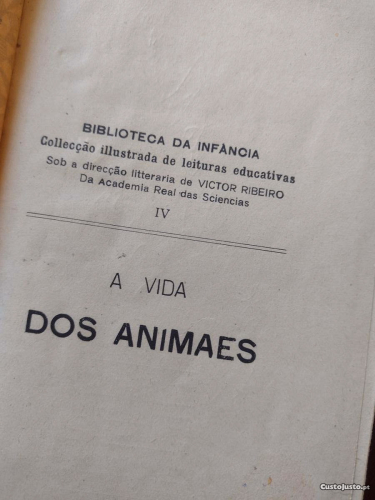 BIBLIOTECA DA INFÂNCIA
Collecção illustrada de leituras educativas
Sob a direcção litteraria de VICTOR RIBEIRO
Da Academia Real das Sciencias
IV
A VIDA
DOS ANIMAES
CustoJusto.pt